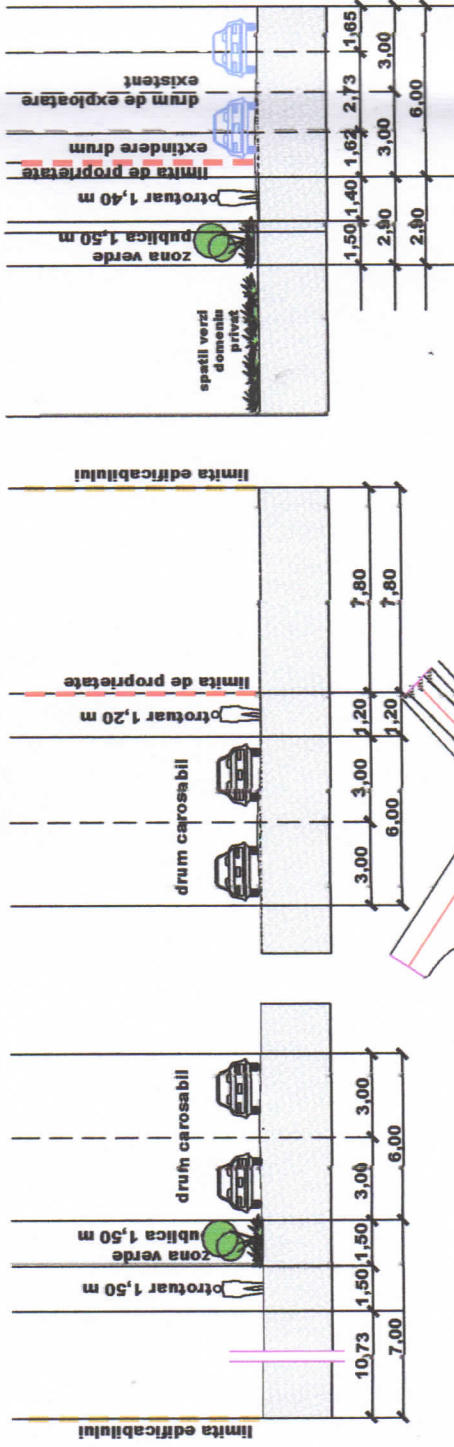 limita edificabilului
10,73
7,00
trotuar 1,50 m
1,50
zona verde
publica 1,50 m
1,50
drum carosabil
3,00
3,00
6,00
drum carosabil
3,00
3,00
6,00
trotuar 1,20 m
1,20
1,20
limita de proprietate
7,80
7,80
limita edificabilului
spatii verzi
domeniu
privat
zona verde
publica 1,50 m
trotuar 1,40 m
limita de proprietate
extindere drum
drum de exploatare
existent
1,50
1,40
1,62
2,73
1,65
2,90
3,00
3,00
2,90
6,00